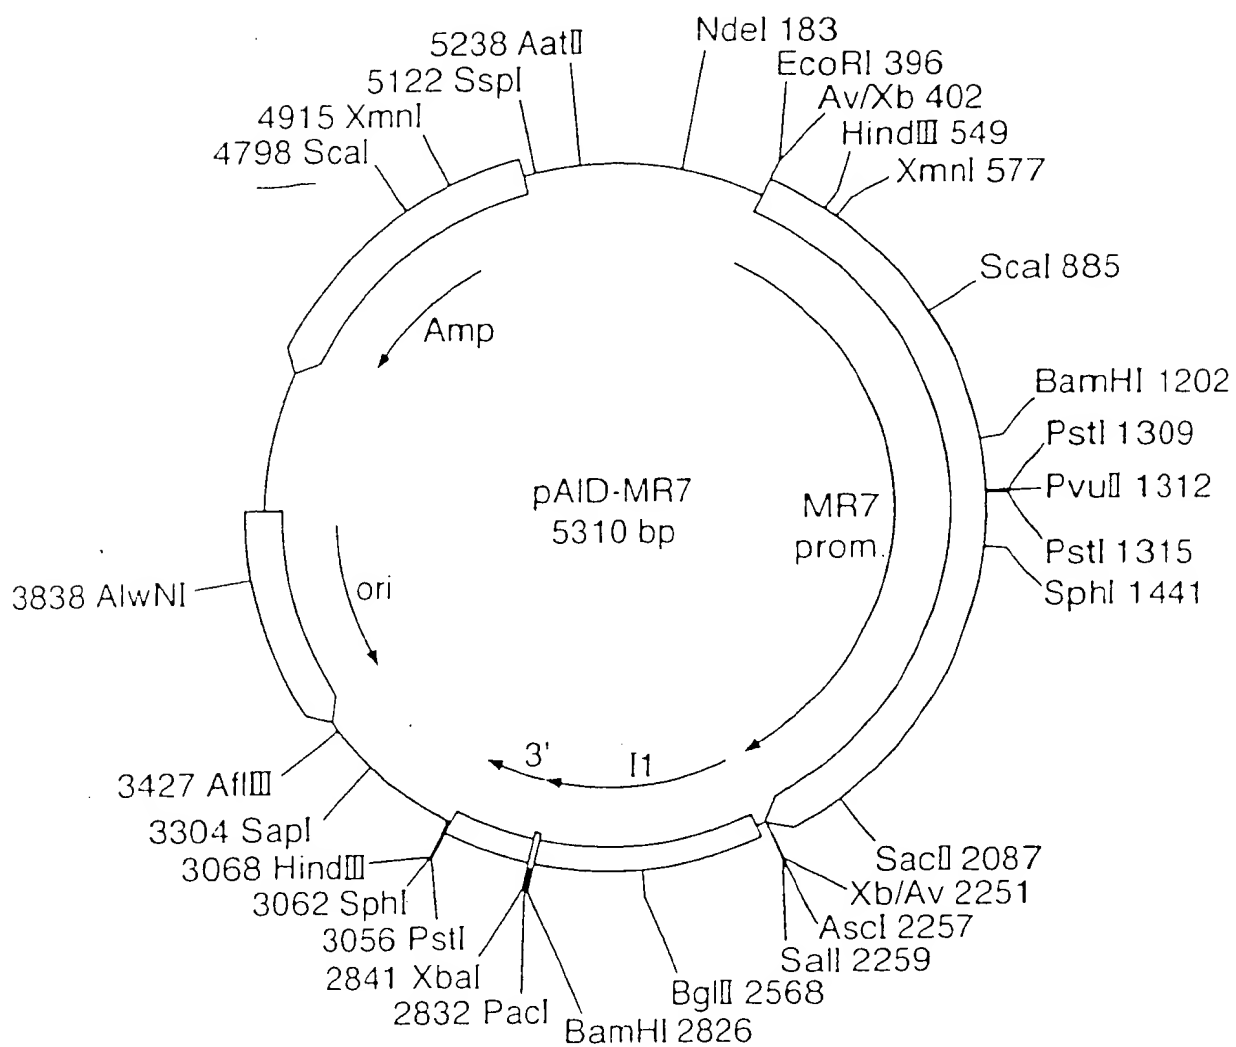 NdeI 183
5238 AatII
EcoRI 396
5122 SspI
Av/Xb 402
4915 XmnI
HindIII 549
4798 ScaI
XmnI 577
ScaI 885
Amp
BamHI 1202
PstI 1309
pAID-MR7
5310 bp
MR7
prom.
PvuII 1312
PstI 1315
SphI 1441
3838 AlwNI
ori
3'
I1
3427 AflIII
3304 SapI
3068 HindIII
3062 SphI
3056 PstI
2841 XbaI
2832 PacI
BamHI 2826
BglII 2568
SacII 2087
Xb/Av 2251
AscI 2257
SalI 2259